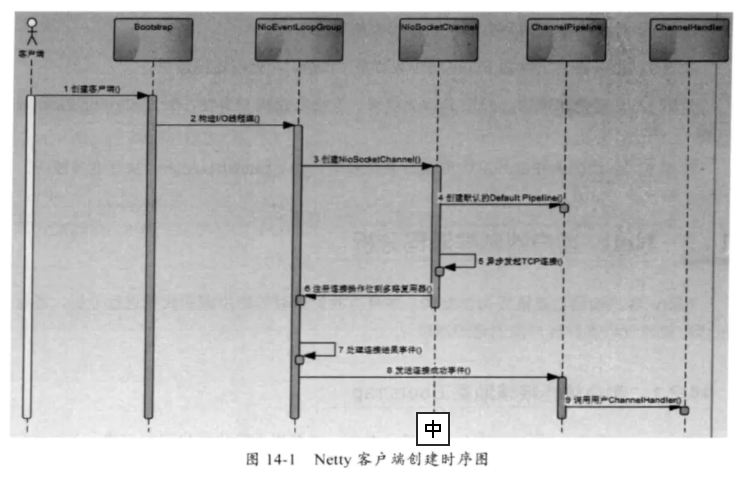 Bootstrap
NioEventLoopGroup
NioSocketChannel
ChannelPipeline
ChannelHandler
客户端
1 创建客户端()
2 构造I/O线程组()
3 创建NioSocketChannel()
4 创建默认的Default Pipeline()
5 异步发起TCP连接()
6 注册连接操作位到多路复用器()
7 处理连接结果事件()
8 发送连接成功事件()
9 调用用户ChannelHandler()
中
图 14-1 Netty 客户端创建时序图